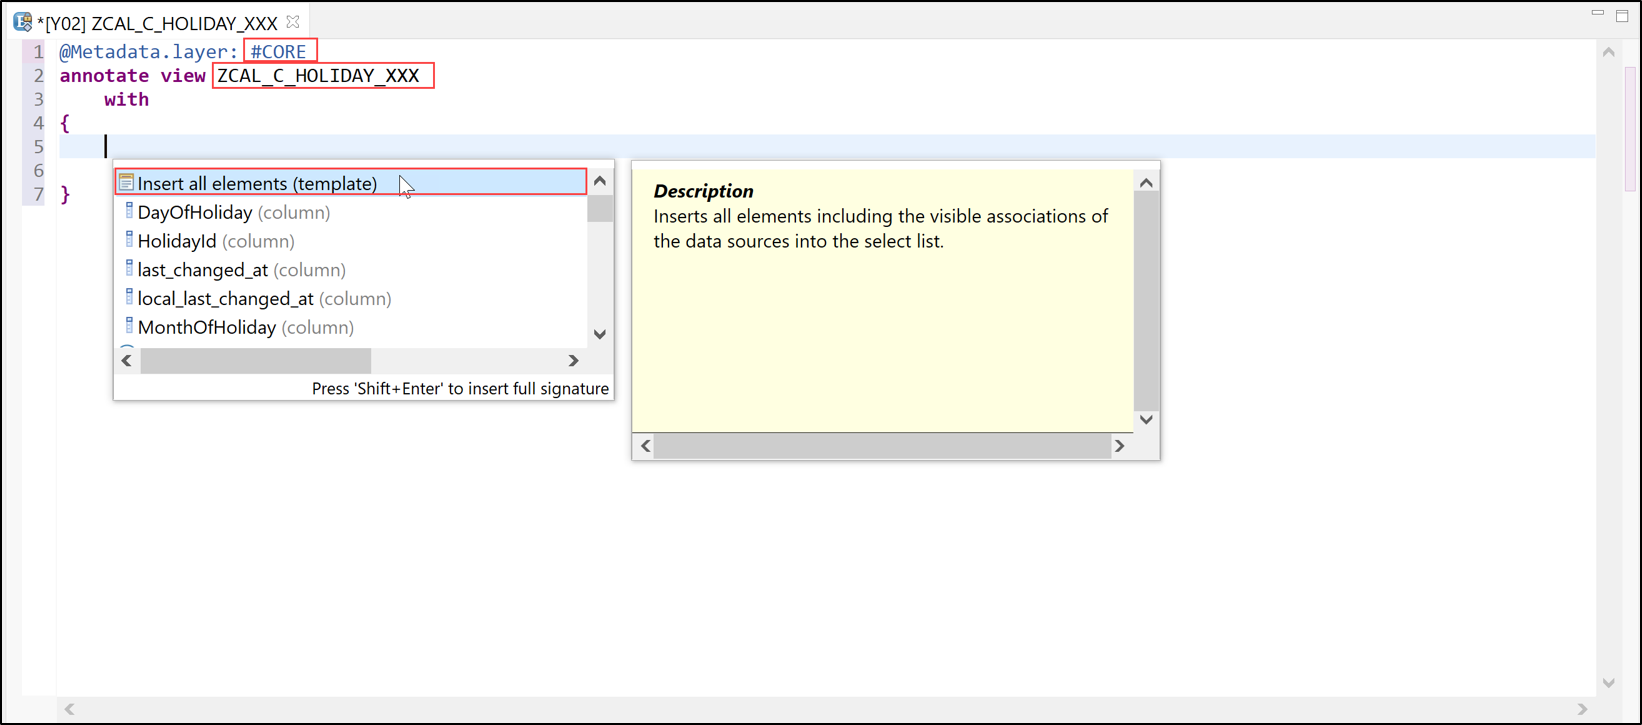 *[Y02] ZCAL_C_HOLIDAY_XXX
1 @Metadata.layer: #CORE
2 annotate view ZCAL_C_HOLIDAY_XXX
3 with
4 {
5
6
7 }
Insert all elements (template)
DayOfHoliday (column)
HolidayId (column)
last_changed_at (column)
local_last_changed_at (column)
MonthOfHoliday (column)
Press 'Shift+Enter' to insert full signature
Description
Inserts all elements including the visible associations of
the data sources into the select list.